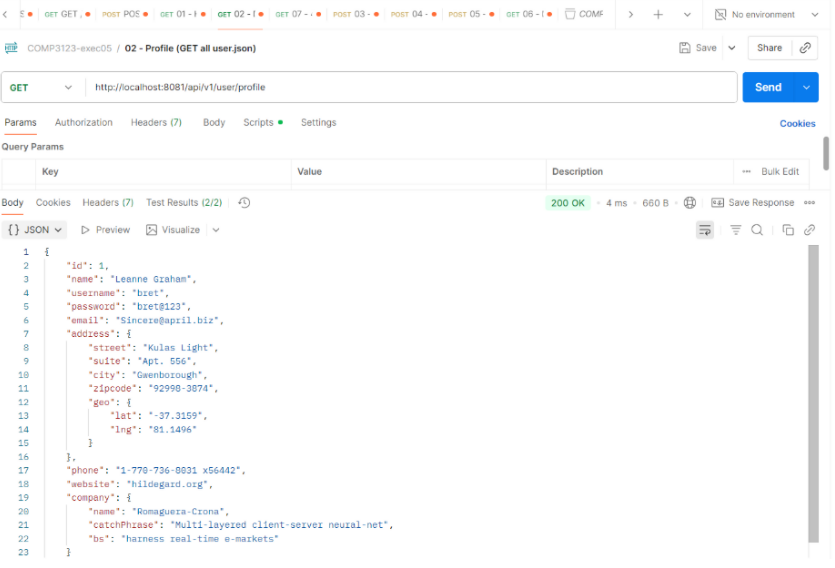 GET GET
POST POS
GET 01 -
GET 02 -
GET 07 -
POST 03 -
POST 04 -
POST 05 -
GET 06 -
COMP
No environment
HTTP COMP3123-exec05 / 02 - Profile (GET all user.json)
Save
Share
GET http://localhost:8081/api/v1/user/profile
Send
Params Authorization Headers (7) Body Scripts Settings
Cookies
Query Params
Key Value Description ••• Bulk Edit
Body Cookies Headers (7) Test Results (2/2)
200 OK • 4 ms • 660 B • Save Response •••
{} JSON Preview Visualize
1 {
2 "id": 1,
3 "name": "Leanne Graham",
4 "username": "bret",
5 "password": "bret@123",
6 "email": "Sincere@april.biz",
7 "address": {
8 "street": "Kulas Light",
9 "suite": "Apt. 556",
10 "city": "Gwenborough",
11 "zipcode": "92998-3874",
12 "geo": {
13 "lat": "-37.3159",
14 "lng": "81.1496"
15 }
16 },
17 "phone": "1-770-736-8031 x56442",
18 "website": "hildegard.org",
19 "company": {
20 "name": "Romaguera-Crona",
21 "catchPhrase": "Multi-layered client-server neural-net",
22 "bs": "harness real-time e-markets"
23 }